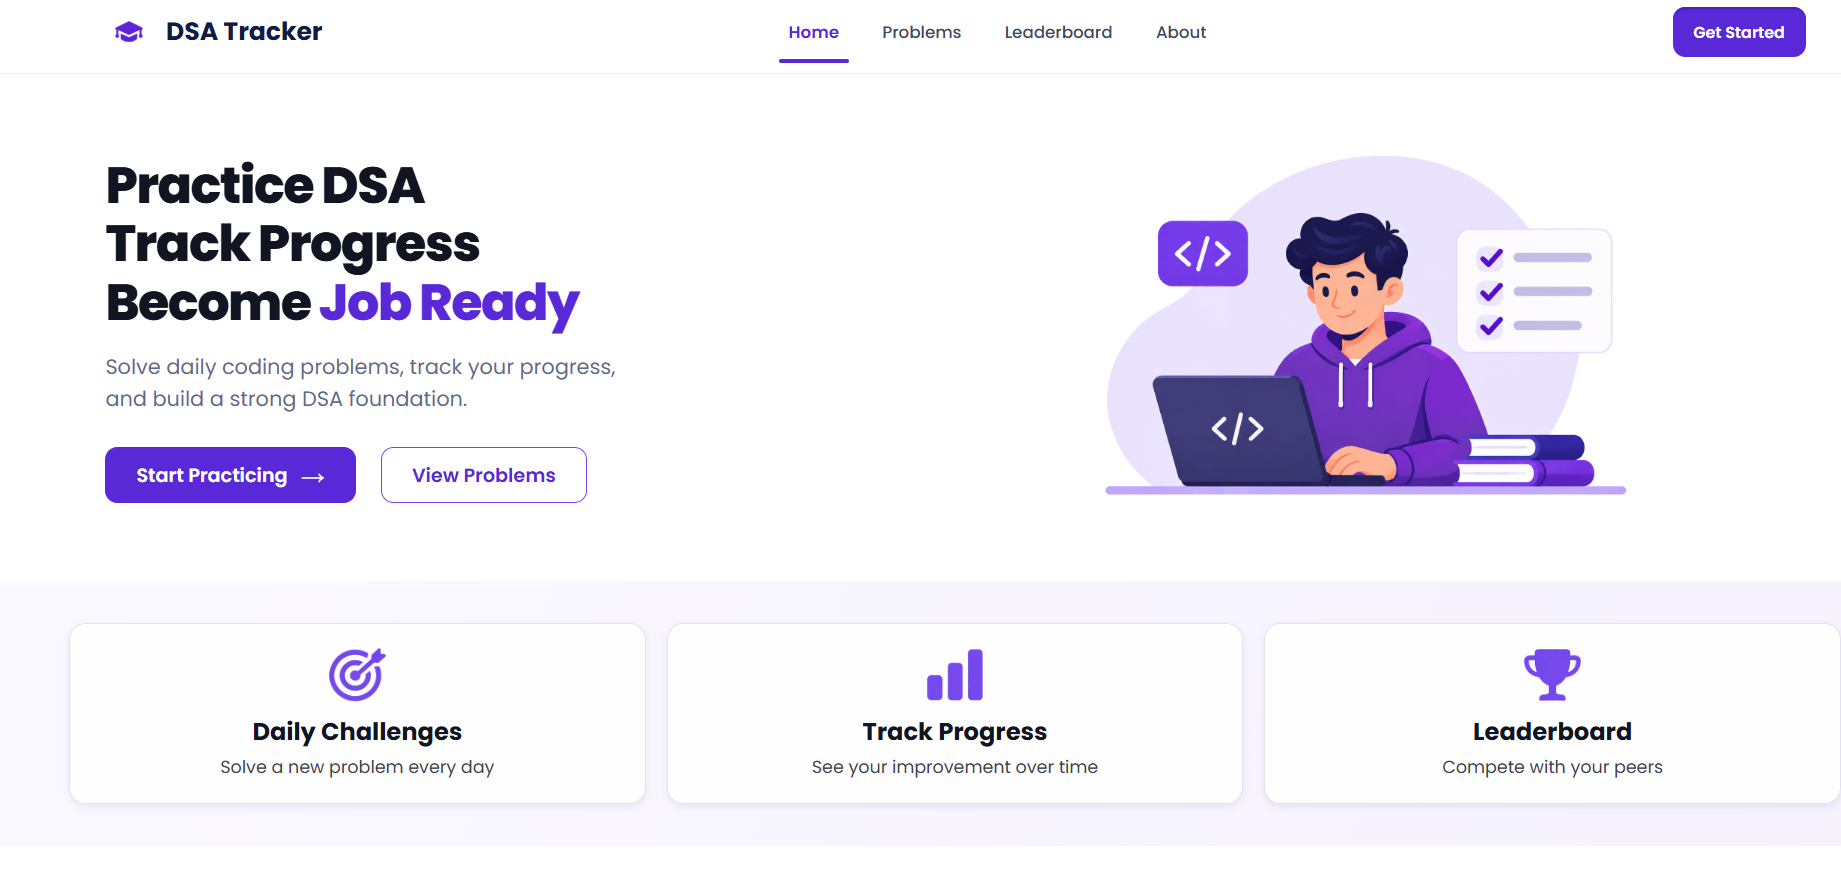 DSA Tracker
Home
Problems
Leaderboard
About
Get Started
Practice DSA
Track Progress
Become Job Ready
Solve daily coding problems, track your progress,
and build a strong DSA foundation.
Start Practicing →
View Problems
</>
</>
Daily Challenges
Solve a new problem every day
Track Progress
See your improvement over time
Leaderboard
Compete with your peers